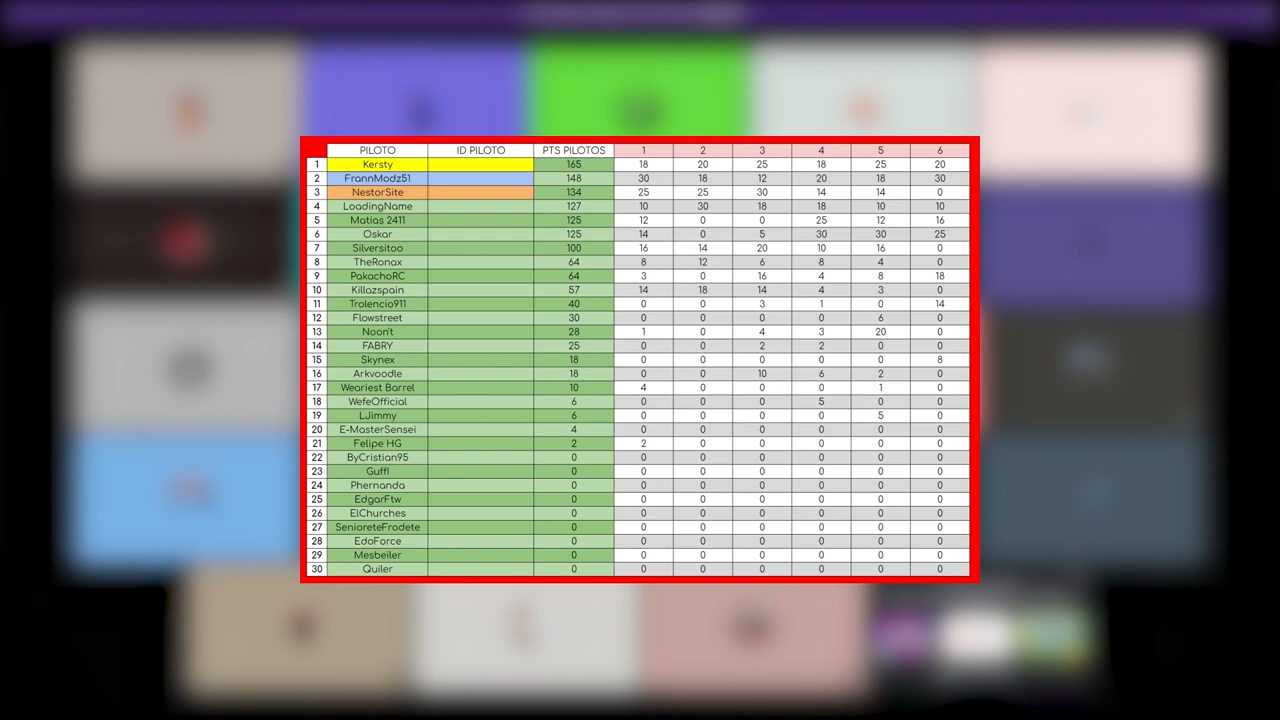 PILOTO ID PILOTO PTS PILOTOS 1 2 3 4 5 6
1 Kersty 165 18 20 25 18 25 20
2 FrannModz51 148 30 18 12 20 18 30
3 NestorSite 134 25 25 30 14 14 0
4 LoadingName 127 10 30 18 18 10 10
5 Matias 2411 125 12 0 0 25 12 16
6 Oskar 125 14 0 5 30 30 25
7 Silversitoo 100 16 14 20 10 16 0
8 TheRonax 64 8 12 6 8 4 0
9 PakachoRC 64 3 0 16 4 8 18
10 Killazspain 57 14 18 14 4 3 0
11 Trolencio911 40 0 0 3 1 0 14
12 Flowstreet 30 0 0 0 0 6 0
13 Noon't 28 1 0 4 3 20 0
14 FABRY 25 0 0 2 2 0 0
15 Skynex 18 0 0 0 0 0 8
16 Arkvoodle 18 0 0 10 6 2 0
17 Weariest Barrel 10 4 0 0 0 1 0
18 WefeOfficial 6 0 0 0 5 0 0
19 LJimmy 6 0 0 0 0 5 0
20 E-MasterSensei 4 0 0 0 0 0 0
21 Felipe HG 2 2 0 0 0 0 0
22 ByCristian95 0 0 0 0 0 0 0
23 Guffl 0 0 0 0 0 0 0
24 Phernanda 0 0 0 0 0 0 0
25 EdgarFtw 0 0 0 0 0 0 0
26 ElChurches 0 0 0 0 0 0 0
27 SenioreteFrodete 0 0 0 0 0 0 0
28 EdoForce 0 0 0 0 0 0 0
29 Mesbeiler 0 0 0 0 0 0 0
30 Quiler 0 0 0 0 0 0 0